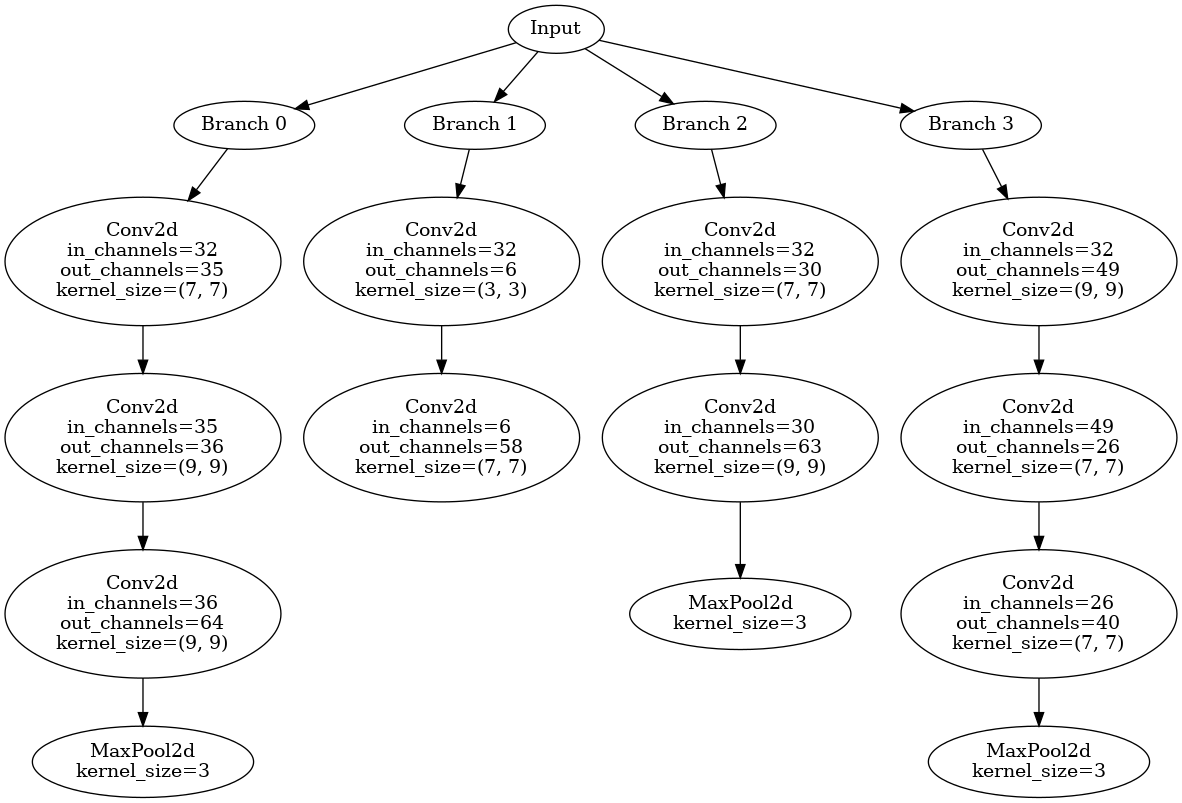 Input
Branch 0
Branch 1
Branch 2
Branch 3
Conv2d
in_channels=32
out_channels=35
kernel_size=(7, 7)
Conv2d
in_channels=32
out_channels=6
kernel_size=(3, 3)
Conv2d
in_channels=32
out_channels=30
kernel_size=(7, 7)
Conv2d
in_channels=32
out_channels=49
kernel_size=(9, 9)
Conv2d
in_channels=35
out_channels=36
kernel_size=(9, 9)
Conv2d
in_channels=6
out_channels=58
kernel_size=(7, 7)
Conv2d
in_channels=30
out_channels=63
kernel_size=(9, 9)
Conv2d
in_channels=49
out_channels=26
kernel_size=(7, 7)
Conv2d
in_channels=36
out_channels=64
kernel_size=(9, 9)
MaxPool2d
kernel_size=3
Conv2d
in_channels=26
out_channels=40
kernel_size=(7, 7)
MaxPool2d
kernel_size=3
MaxPool2d
kernel_size=3